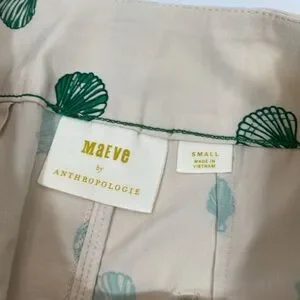 MaEve
by
ANTHROPOLOGIE
SMALL
MADE IN
VIETNAM